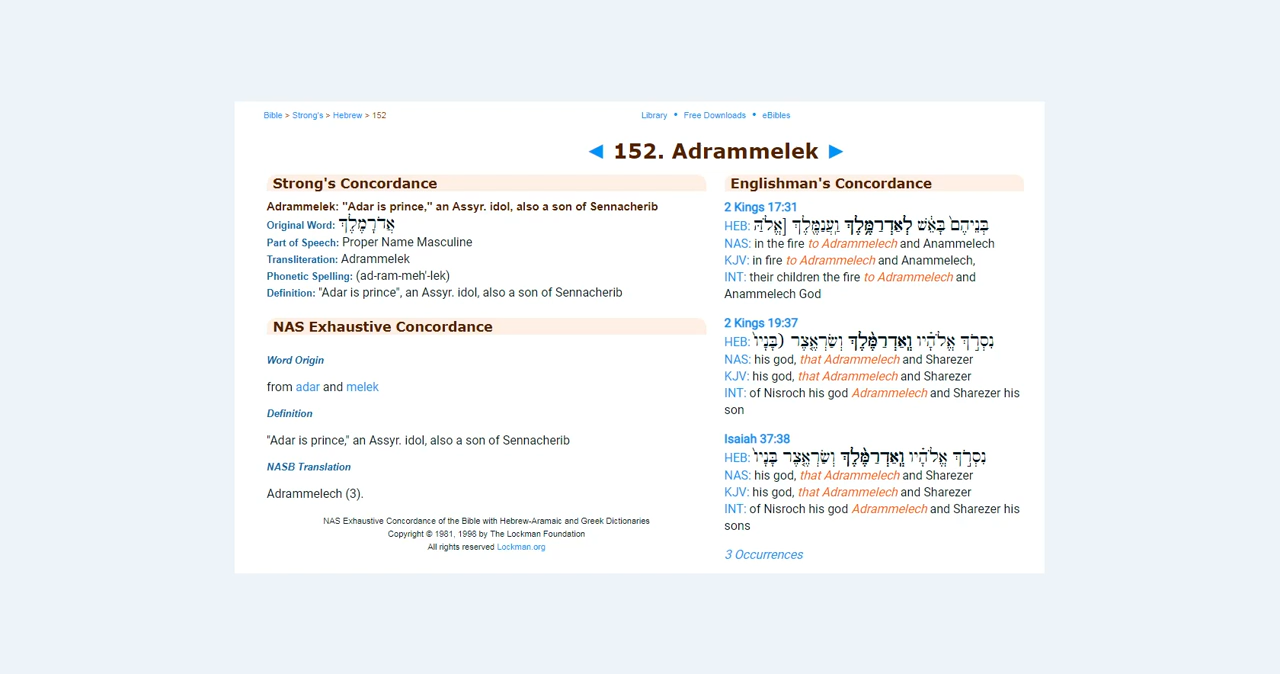 Bible > Strong's > Hebrew > 152
Library • Free Downloads • eBibles
◄ 152. Adrammelek ►
Strong's Concordance
Adrammelek: "Adar is prince," an Assyr. idol, also a son of Sennacherib
Original Word: אֲדְרַמֶּלֶךְ
Part of Speech: Proper Name Masculine
Transliteration: Adrammelek
Phonetic Spelling: (ad-ram-meh'-lek)
Definition: "Adar is prince", an Assyr. idol, also a son of Sennacherib
NAS Exhaustive Concordance
Word Origin
from adar and melek
Definition
"Adar is prince," an Assyr. idol, also a son of Sennacherib
NASB Translation
Adrammelech (3).
NAS Exhaustive Concordance of the Bible with Hebrew-Aramaic and Greek Dictionaries
Copyright © 1981, 1998 by The Lockman Foundation
All rights reserved Lockman.org
Englishman's Concordance
2 Kings 17:31
HEB: בְּנֵיהֶם֙ בָּאֵ֔שׁ לְאַדְרַמֶּ֥לֶךְ וַֽעֲנַמֶּ֖לֶךְ [אֱלֹהַּ
NAS: in the fire to Adrammelech and Anammelech
KJV: in fire to Adrammelech and Anammelech,
INT: their children the fire to Adrammelech and
Anammelech God
2 Kings 19:37
HEB: נִסְרֹ֣ךְ אֱלֹהָ֗יו וְֽאַדְרַמֶּ֨לֶךְ וְשַׂרְאֶ֤צֶר (בָּנָיו֙
NAS: his god, that Adrammelech and Sharezer
KJV: his god, that Adrammelech and Sharezer
INT: of Nisroch his god Adrammelech and Sharezer his
son
Isaiah 37:38
HEB: נִסְרֹ֣ךְ אֱלֹהָ֗יו וְֽאַדְרַמֶּ֨לֶךְ וְשַׂרְאֶ֤צֶר בָּנָיו֙
NAS: his god, that Adrammelech and Sharezer
KJV: his god, that Adrammelech and Sharezer
INT: of Nisroch his god Adrammelech and Sharezer his
sons
3 Occurrences